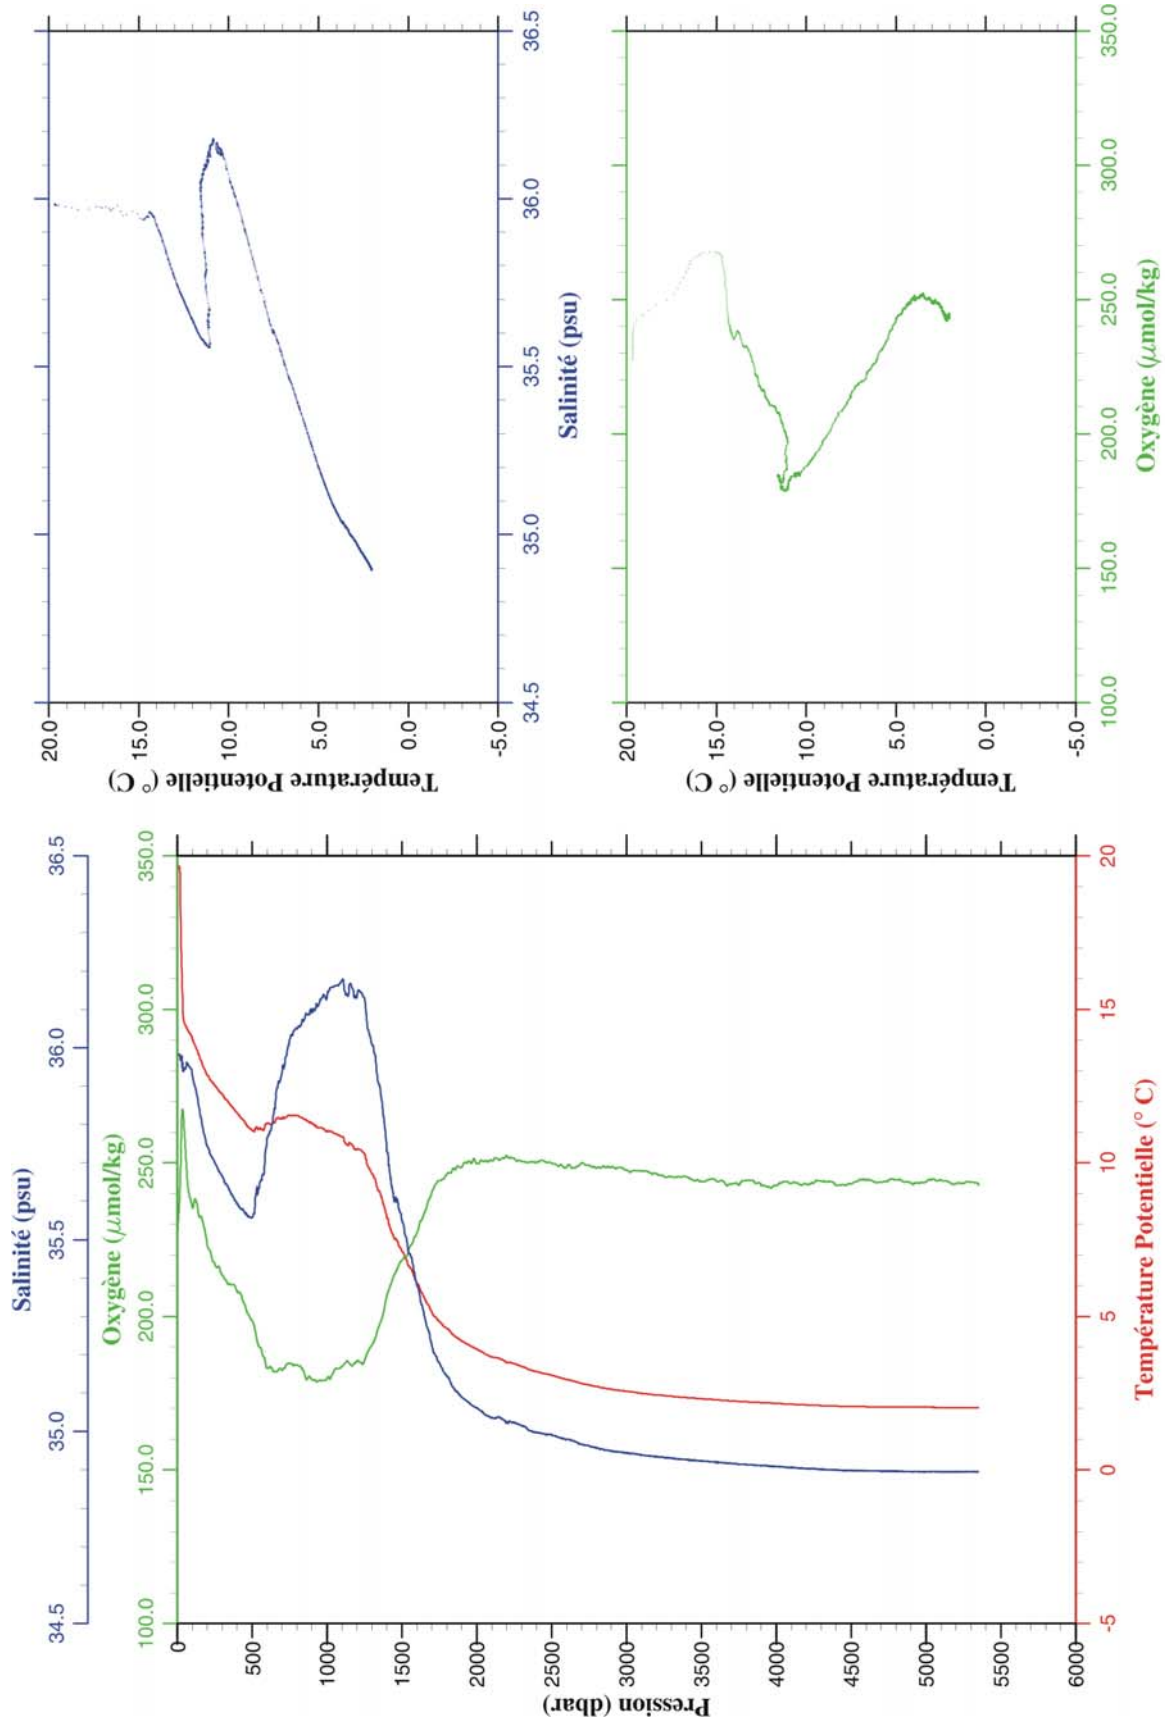 Salinité (psu)
34.5 35.0 35.5 36.0 36.5
Oxygène (µmol/kg)
100.0 150.0 200.0 250.0 300.0 350.0
Pression (dbar)
0
500
1000
1500
2000
2500
3000
3500
4000
4500
5000
5500
6000
-5 0 5 10 15 20
Température Potentielle (° C)
Température Potentielle (° C)
20.0
15.0
10.0
5.0
0.0
-5.0
34.5 35.0 35.5 36.0 36.5
Salinité (psu)
Température Potentielle (° C)
20.0
15.0
10.0
5.0
0.0
-5.0
100.0 150.0 200.0 250.0 300.0 350.0
Oxygène (µmol/kg)